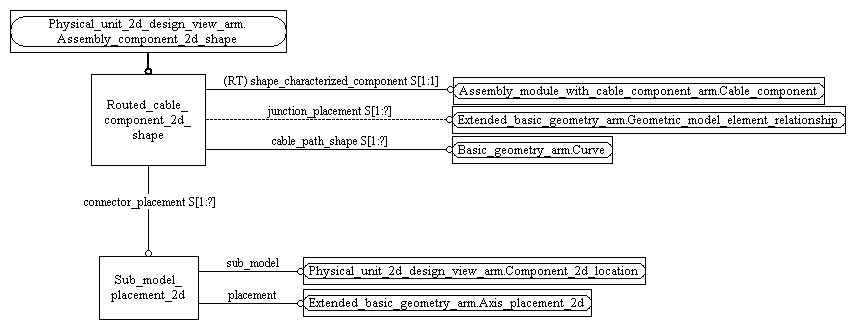 Physical_unit_2d_design_view_arm.
Assembly_component_2d_shape
(RT) shape_characterized_component S[1:1]
Assembly_module_with_cable_component_arm.Cable_component
Routed_cable_
component_2d_
shape
junction_placement S[1:?]
Extended_basic_geometry_arm.Geometric_model_element_relationship
cable_path_shape S[1:?]
Basic_geometry_arm.Curve
connector_placement S[1:?]
Sub_model_
placement_2d
sub_model
Physical_unit_2d_design_view_arm.Component_2d_location
placement
Extended_basic_geometry_arm.Axis_placement_2d